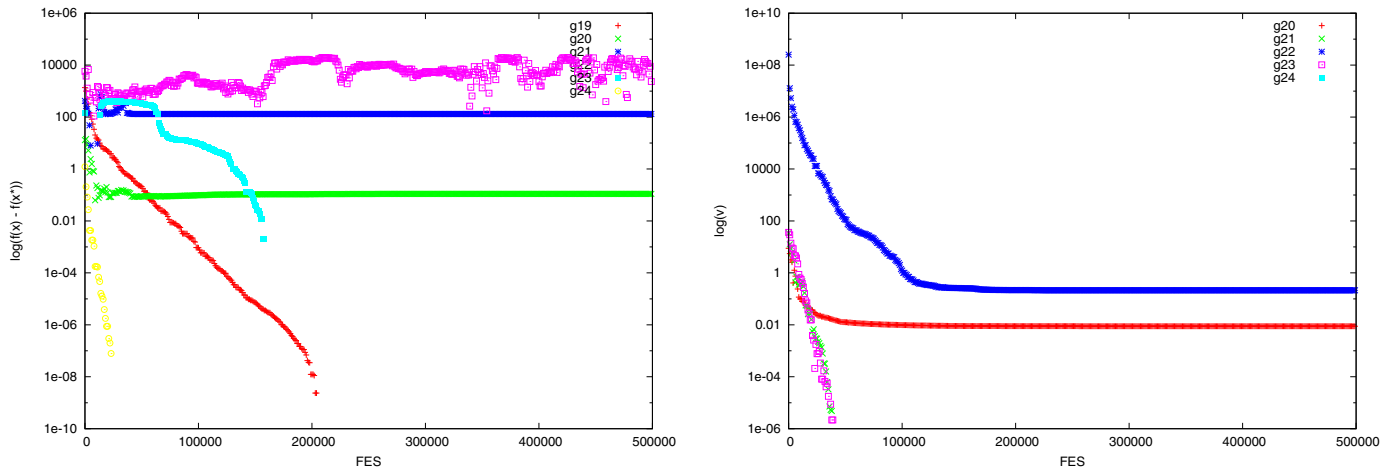 1e+06
10000
100
1
0.01
1e-04
1e-06
1e-08
1e-10
0
100000
200000
300000
400000
500000
FES
log(f(x) - f(x*))
g19
g20
g21
g22
g23
g24
1e+10
1e+08
1e+06
10000
100
1
0.01
1e-04
1e-06
0
100000
200000
300000
400000
500000
FES
log(v)
g20
g21
g22
g23
g24